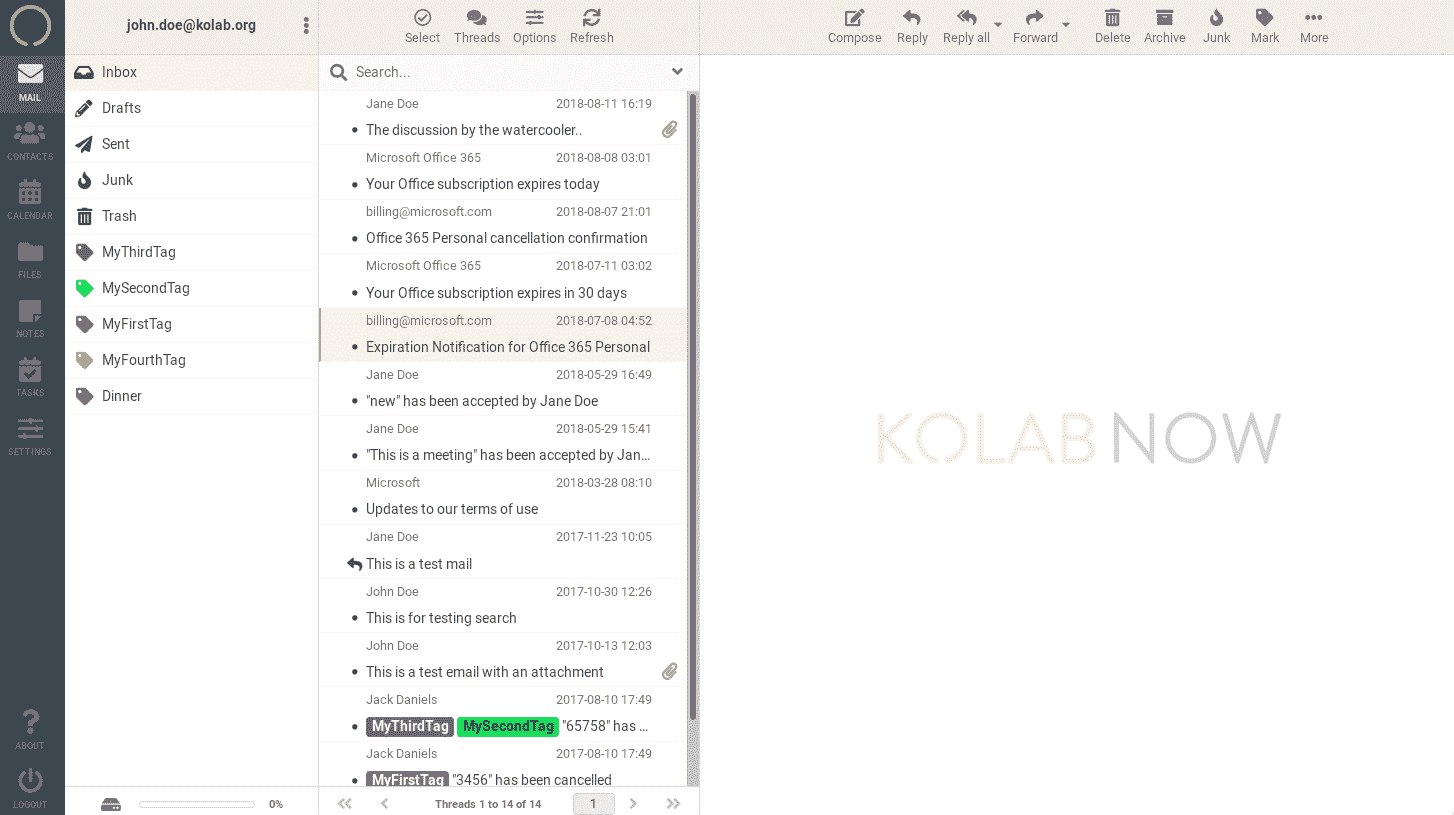 john.doe@kolab.org
Select Threads Options Refresh
Compose Reply Reply all Forward Delete Archive Junk Mark More
MAIL
CONTACTS
CALENDAR
FILES
NOTES
TASKS
SETTINGS
ABOUT
LOGOUT
Inbox
Drafts
Sent
Junk
Trash
MyThirdTag
MySecondTag
MyFirstTag
MyFourthTag
Dinner
0%
Search...
Jane Doe 2018-08-11 16:19
• The discussion by the watercooler..
Microsoft Office 365 2018-08-08 03:01
• Your Office subscription expires today
billing@microsoft.com 2018-08-07 21:01
• Office 365 Personal cancellation confirmation
Microsoft Office 365 2018-07-11 03:02
• Your Office subscription expires in 30 days
billing@microsoft.com 2018-07-08 04:52
• Expiration Notification for Office 365 Personal
Jane Doe 2018-05-29 16:49
• "new" has been accepted by Jane Doe
Jane Doe 2018-05-29 15:41
• "This is a meeting" has been accepted by Jan...
Microsoft 2018-03-28 08:10
• Updates to our terms of use
Jane Doe 2017-11-23 10:05
This is a test mail
John Doe 2017-10-30 12:26
• This is for testing search
John Doe 2017-10-13 12:03
• This is a test email with an attachment
Jack Daniels 2017-08-10 17:49
• MyThirdTag MySecondTag "65758" has ...
Jack Daniels 2017-08-10 17:49
• MyFirstTag "3456" has been cancelled
Threads 1 to 14 of 14 1
KOLAB NOW